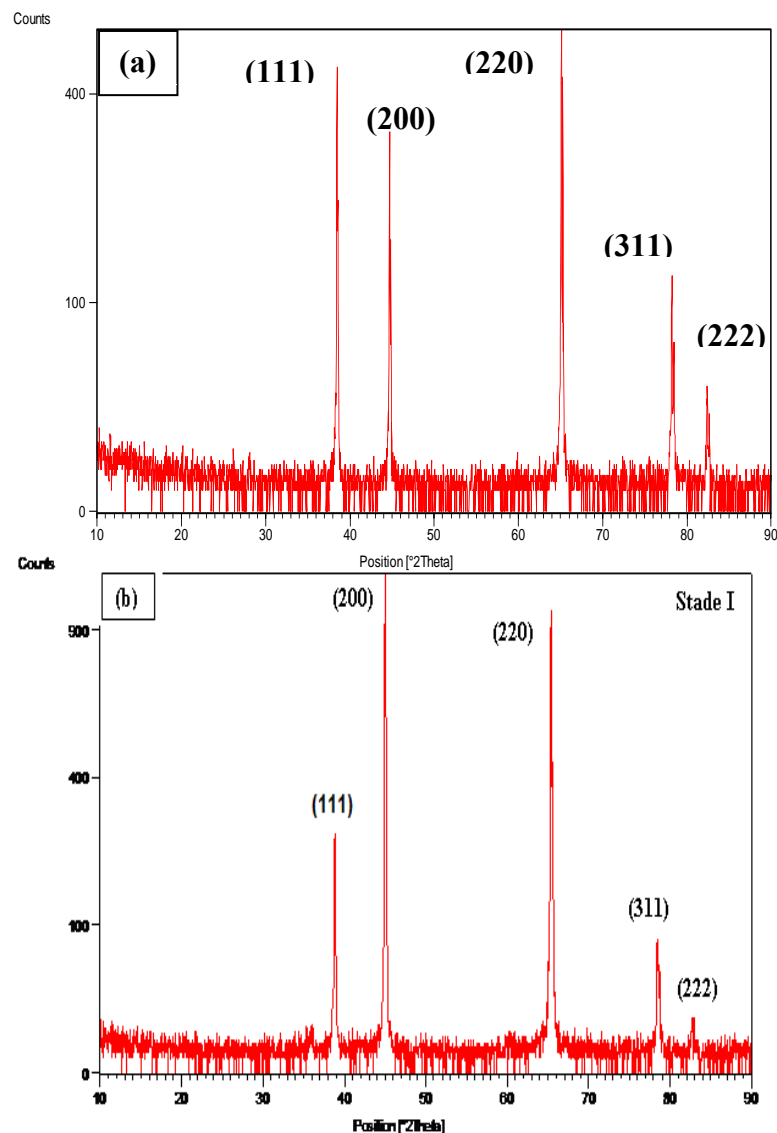 Counts
(a)
(111)
(200)
(220)
(311)
(222)
400
100
0
10 20 30 40 50 60 70 80 90
Position [°2Theta]
Counts
(b)
(200)
Stade I
(220)
(111)
(311)
(222)
900
400
100
0
10 20 30 40 50 60 70 80 90
Position [°2Theta]